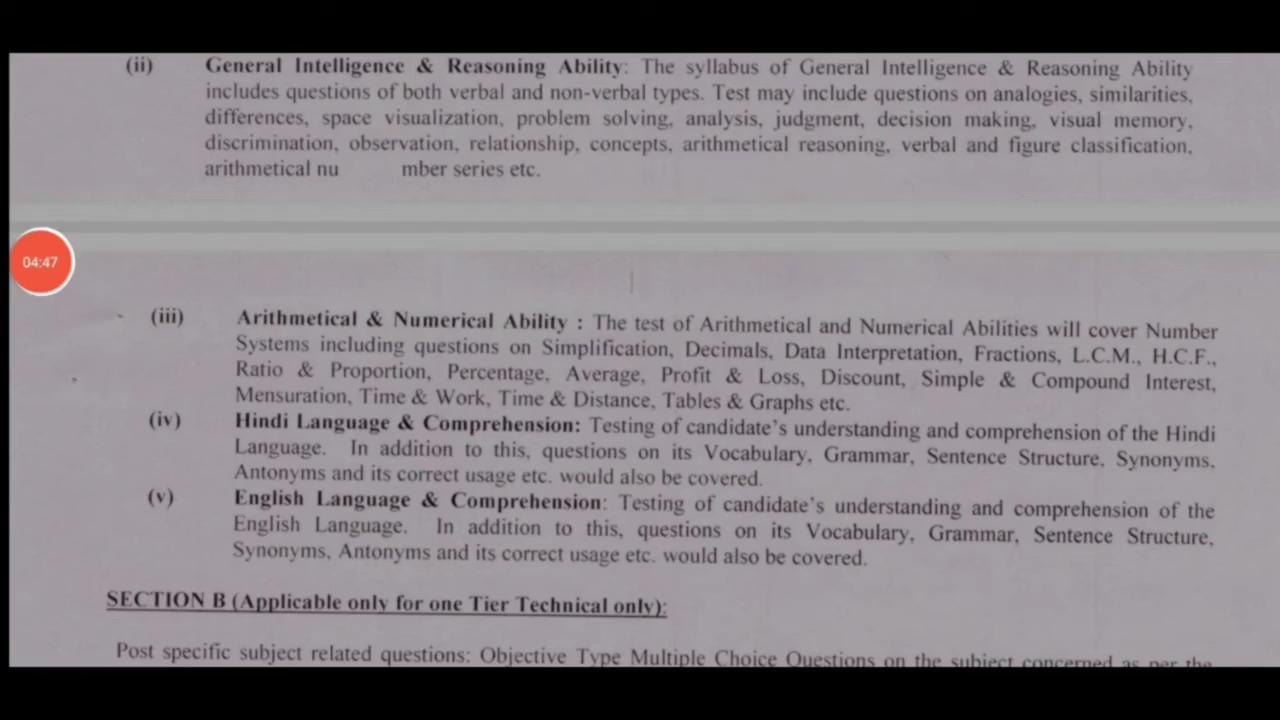 (ii) General Intelligence & Reasoning Ability: The syllabus of General Intelligence & Reasoning Ability
includes questions of both verbal and non-verbal types. Test may include questions on analogies, similarities,
differences, space visualization, problem solving, analysis, judgment, decision making, visual memory,
discrimination, observation, relationship, concepts, arithmetical reasoning, verbal and figure classification,
arithmetical nu mber series etc.
04:47
(iii) Arithmetical & Numerical Ability : The test of Arithmetical and Numerical Abilities will cover Number
Systems including questions on Simplification, Decimals, Data Interpretation, Fractions, L.C.M., H.C.F.,
Ratio & Proportion, Percentage, Average, Profit & Loss, Discount, Simple & Compound Interest,
Mensuration, Time & Work, Time & Distance, Tables & Graphs etc.
(iv) Hindi Language & Comprehension: Testing of candidate's understanding and comprehension of the Hindi
Language. In addition to this, questions on its Vocabulary, Grammar, Sentence Structure, Synonyms,
Antonyms and its correct usage etc. would also be covered.
(v) English Language & Comprehension: Testing of candidate's understanding and comprehension of the
English Language. In addition to this, questions on its Vocabulary, Grammar, Sentence Structure,
Synonyms, Antonyms and its correct usage etc. would also be covered.
SECTION B (Applicable only for one Tier Technical only):
Post specific subject related questions: Objective Type Multiple Choice Questions on the subject concerned as per the